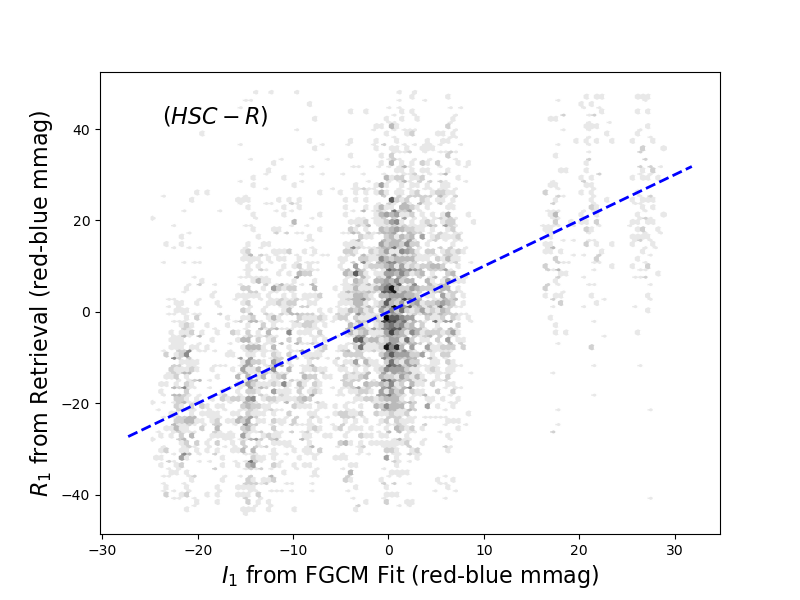 (HSC − R)
R₁ from Retrieval (red-blue mmag)
40
20
0
−20
−40
−30 −20 −10 0 10 20 30
I₁ from FGCM Fit (red-blue mmag)